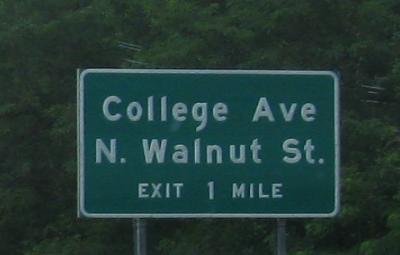 College Ave
N. Walnut St.
EXIT 1 MILE